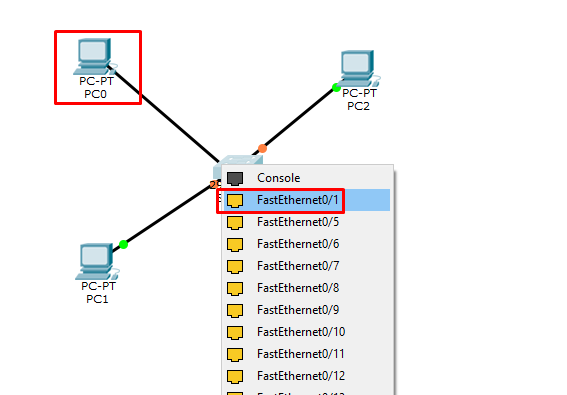 PC-PT
PC0
PC-PT
PC2
Console
FastEthernet0/1
FastEthernet0/5
FastEthernet0/6
FastEthernet0/7
PC-PT
PC1
FastEthernet0/8
FastEthernet0/9
FastEthernet0/10
FastEthernet0/11
FastEthernet0/12